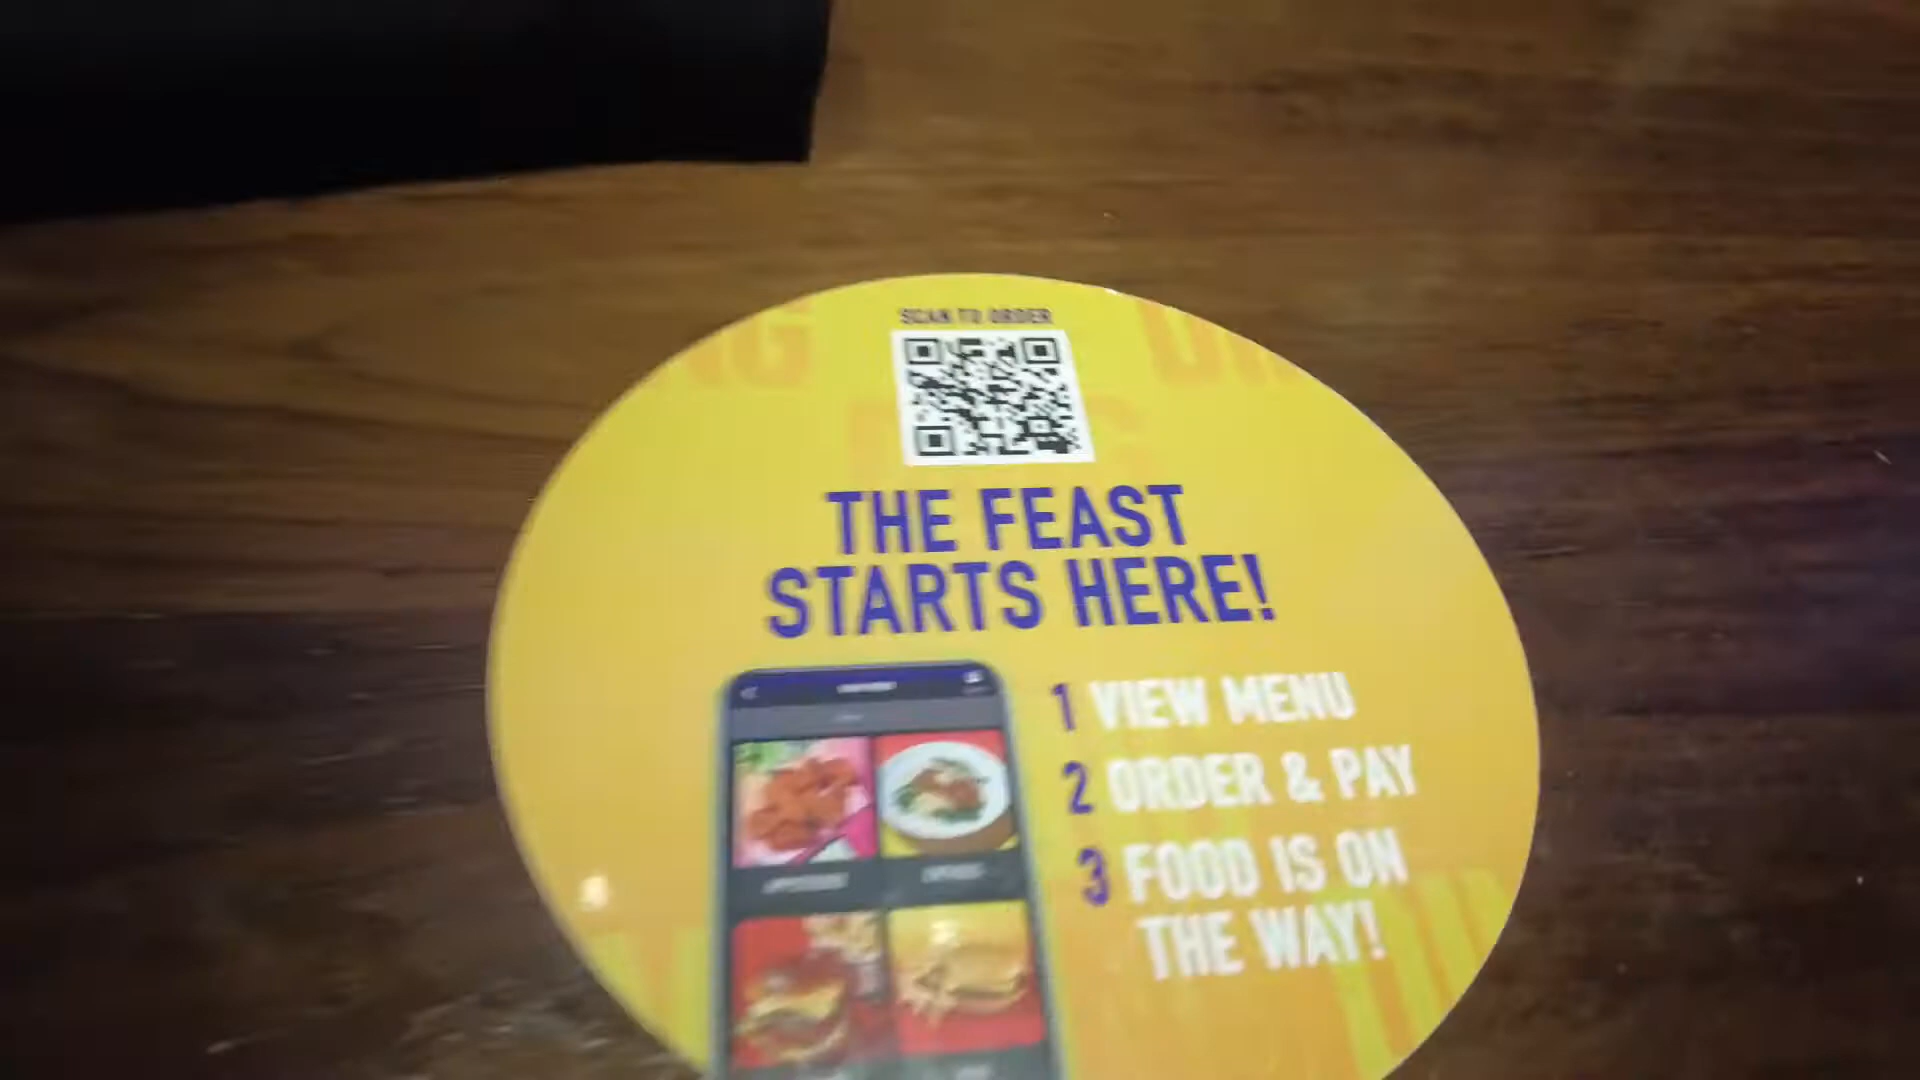 SCAN TO ORDER
THE FEAST
STARTS HERE!
1 VIEW MENU
2 ORDER & PAY
3 FOOD IS ON
THE WAY!